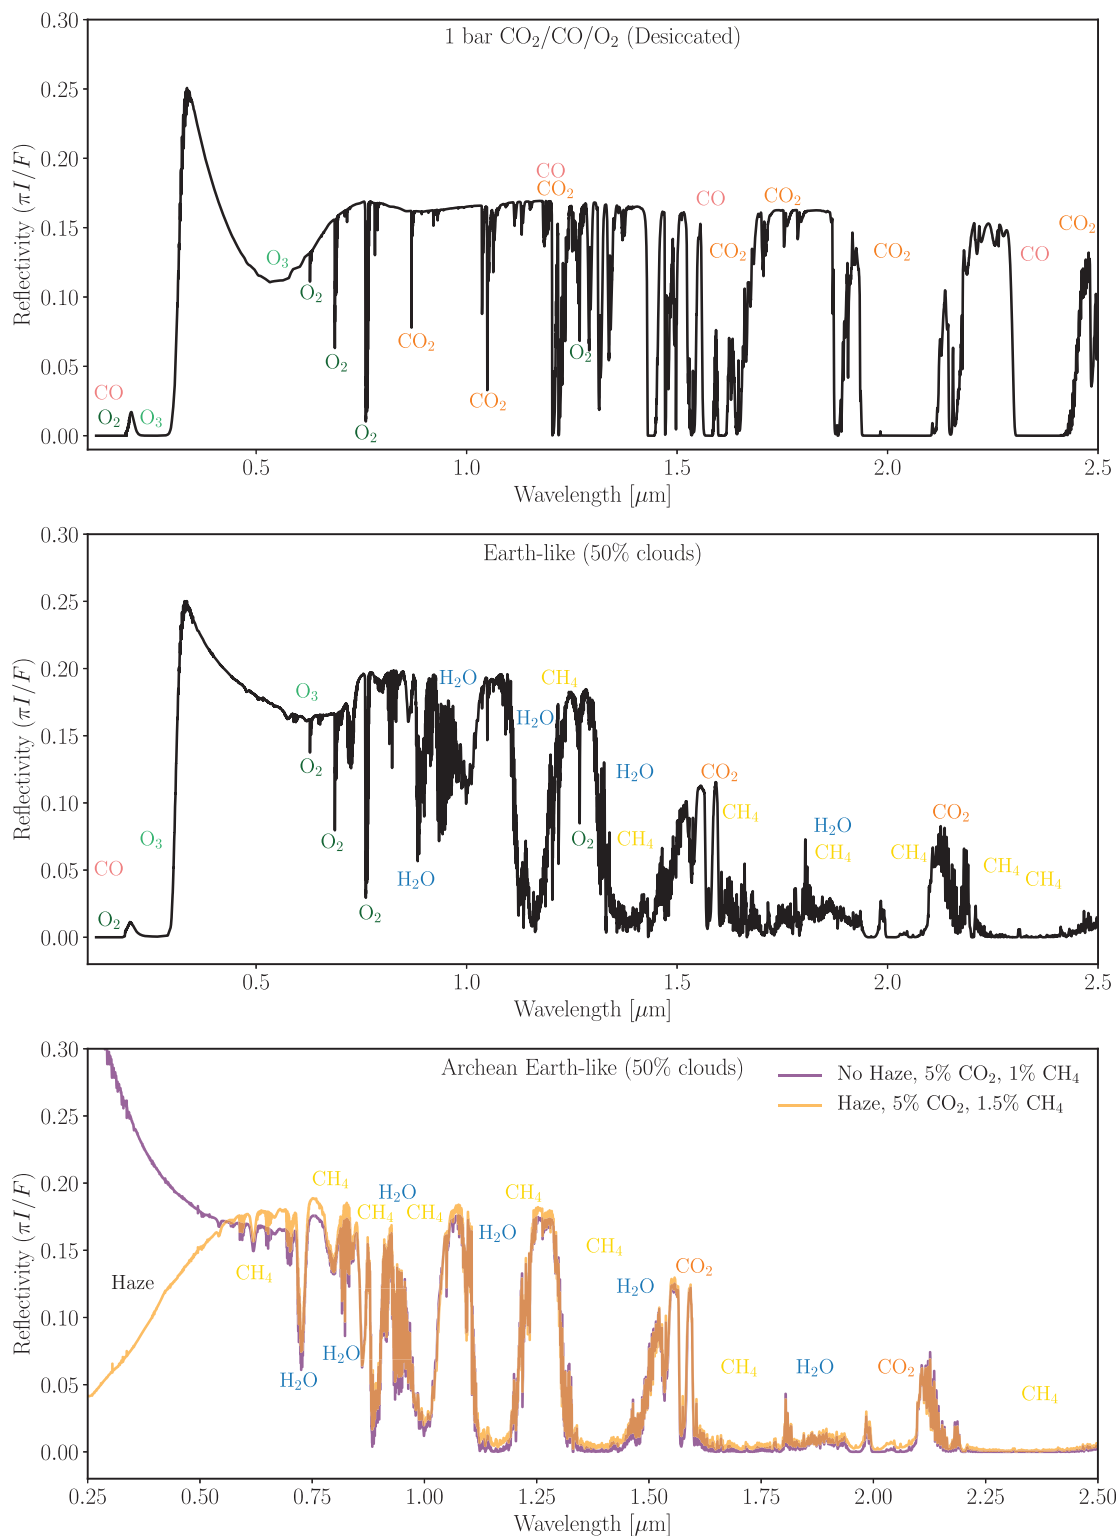 1 bar CO₂/CO/O₂ (Desiccated)
0.30
0.25
0.20
0.15
0.10
0.05
0.00
Reflectivity (πI/F)
CO
O₂
O₃
O₃
O₂
O₂
O₂
CO₂
CO₂
CO
CO₂
O₂
CO
CO₂
CO₂
CO₂
CO
CO₂
0.5 1.0 1.5 2.0 2.5
Wavelength [μm]
Earth-like (50% clouds)
0.30
0.25
0.20
0.15
0.10
0.05
0.00
Reflectivity (πI/F)
CO
O₂
O₃
O₃
O₂
O₂
O₂
H₂O
H₂O
H₂O
CH₄
O₂
H₂O
CH₄
CO₂
CH₄
H₂O
CH₄
CH₄
CO₂
CH₄
CH₄
0.5 1.0 1.5 2.0 2.5
Wavelength [μm]
Archean Earth-like (50% clouds)
No Haze, 5% CO₂, 1% CH₄
Haze, 5% CO₂, 1.5% CH₄
0.30
0.25
0.20
0.15
0.10
0.05
0.00
Reflectivity (πI/F)
Haze
CH₄
H₂O
CH₄
H₂O
CH₄
H₂O
CH₄
H₂O
CH₄
CH₄
H₂O
CO₂
CH₄
H₂O
CO₂
CH₄
0.25 0.50 0.75 1.00 1.25 1.50 1.75 2.00 2.25 2.50
Wavelength [μm]